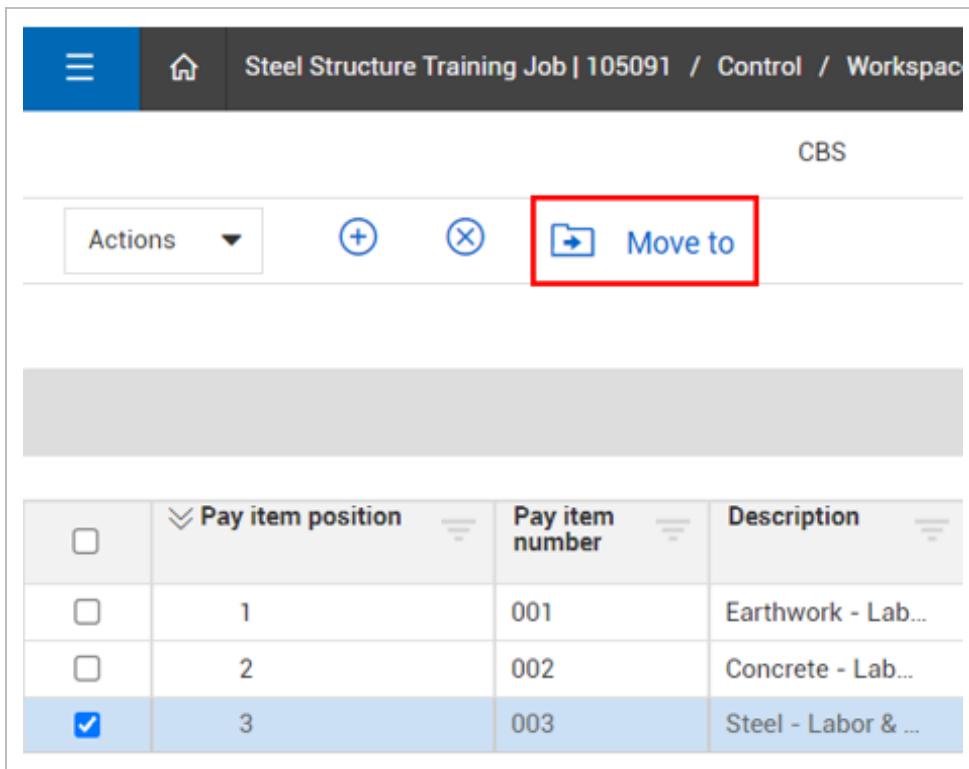 Steel Structure Training Job | 105091 / Control / Workspac
CBS
Actions Move to
Pay item position Pay item number Description
1 001 Earthwork - Lab...
2 002 Concrete - Lab...
3 003 Steel - Labor & ...